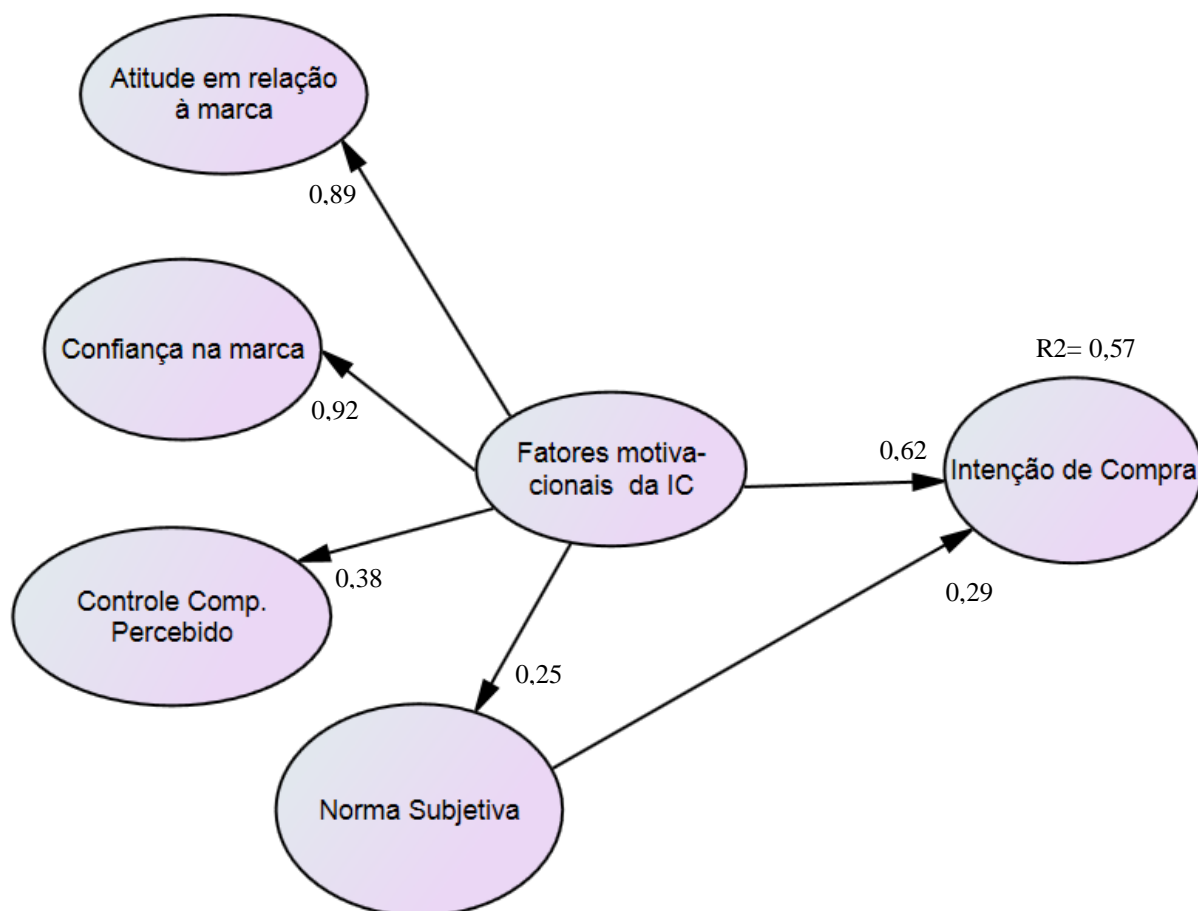 Atitude em relação
à marca
0,89
Confiança na marca
0,92
R2= 0,57
Fatores motiva-
cionais da IC
0,62
Intenção de Compra
0,38
Controle Comp.
Percebido
0,29
0,25
Norma Subjetiva